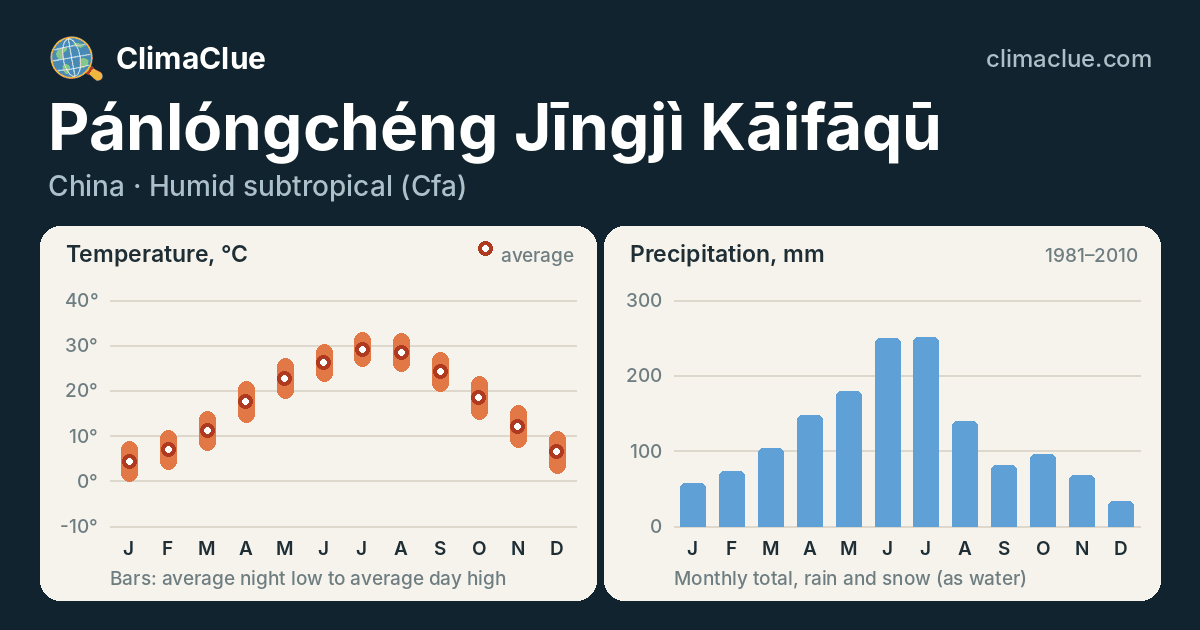 ClimaClue
climaclue.com
Pánlóngchéng Jīngjì Kāifāqū
China · Humid subtropical (Cfa)
Temperature, °C
average
40°
30°
20°
10°
0°
-10°
J F M A M J J A S O N D
Bars: average night low to average day high
Precipitation, mm
1981–2010
300
200
100
0
J F M A M J J A S O N D
Monthly total, rain and snow (as water)